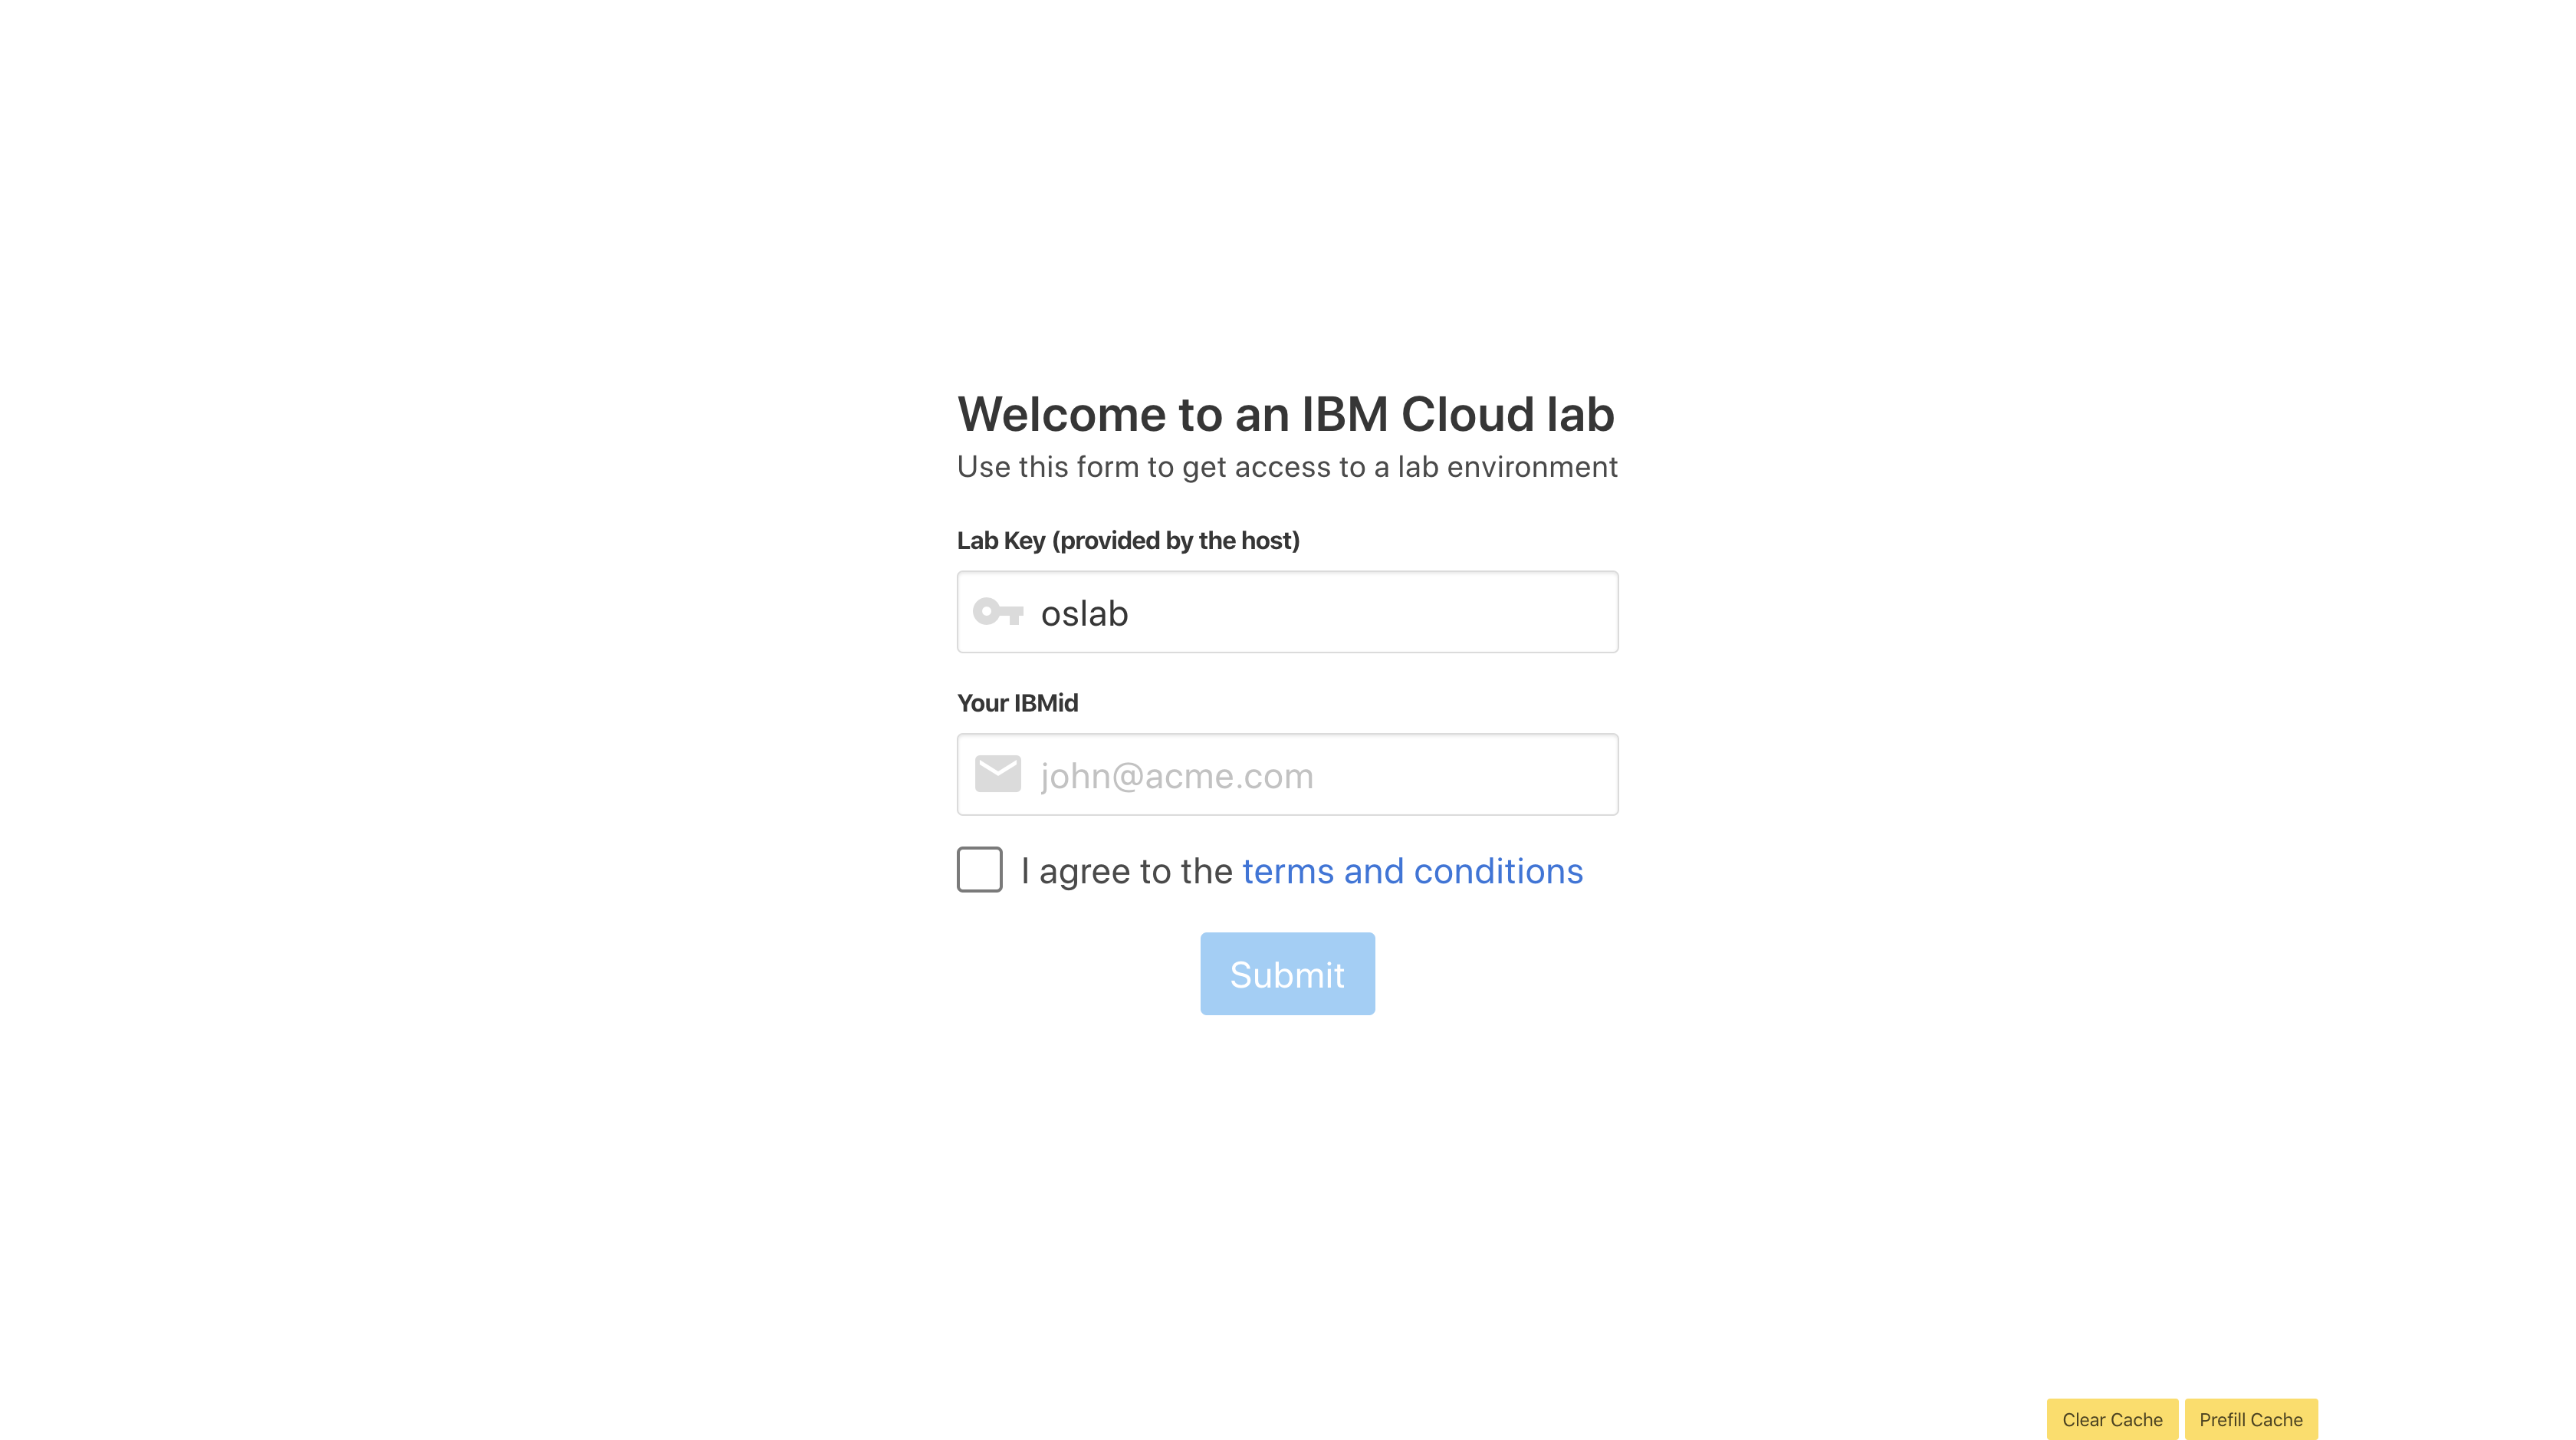 Welcome to an IBM Cloud lab
Use this form to get access to a lab environment
Lab Key (provided by the host)
oslab
Your IBMid
john@acme.com
I agree to the terms and conditions
Submit
Clear Cache Prefill Cache